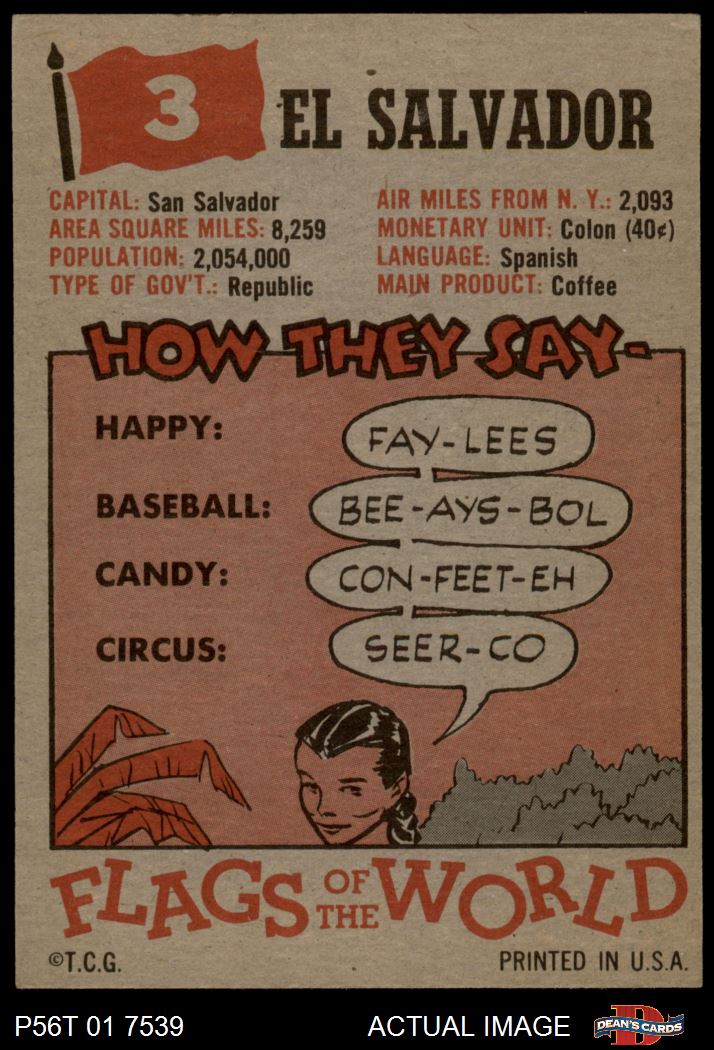 3
EL SALVADOR
CAPITAL: San Salvador
AREA SQUARE MILES: 8,259
POPULATION: 2,054,000
TYPE OF GOV'T.: Republic
AIR MILES FROM N. Y.: 2,093
MONETARY UNIT: Colon (40¢)
LANGUAGE: Spanish
MAIN PRODUCT: Coffee
HOW THEY SAY-
HAPPY: FAY-LEES
BASEBALL: BEE-AYS-BOL
CANDY: CON-FEET-EH
CIRCUS: SEER-CO
FLAGS OF THE WORLD
©T.C.G. PRINTED IN U.S.A.
P56T 01 7539 ACTUAL IMAGE D DEAN'S CARDS